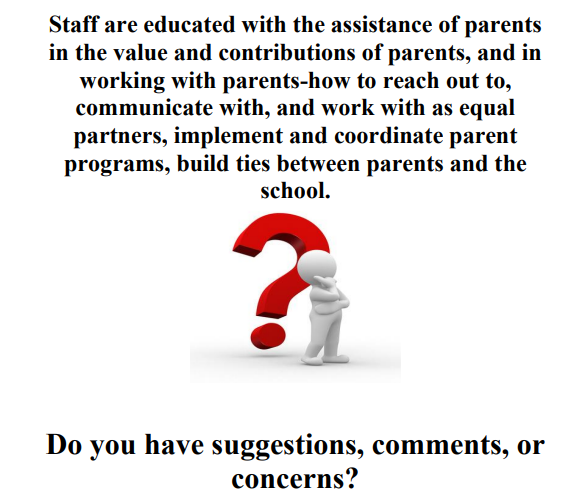 Staff are educated with the assistance of parents
in the value and contributions of parents, and in
working with parents-how to reach out to,
communicate with, and work with as equal
partners, implement and coordinate parent
programs, build ties between parents and the
school.
Do you have suggestions, comments, or
concerns?